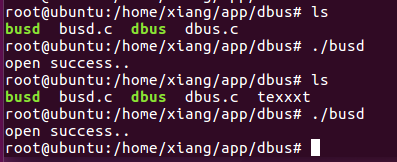 root@ubuntu:/home/xiang/app/dbus# ls
busd  busd.c  dbus  dbus.c
root@ubuntu:/home/xiang/app/dbus# ./busd
open success..
root@ubuntu:/home/xiang/app/dbus# ls
busd  busd.c  dbus  dbus.c  texxxt
root@ubuntu:/home/xiang/app/dbus# ./busd
open success..
root@ubuntu:/home/xiang/app/dbus#